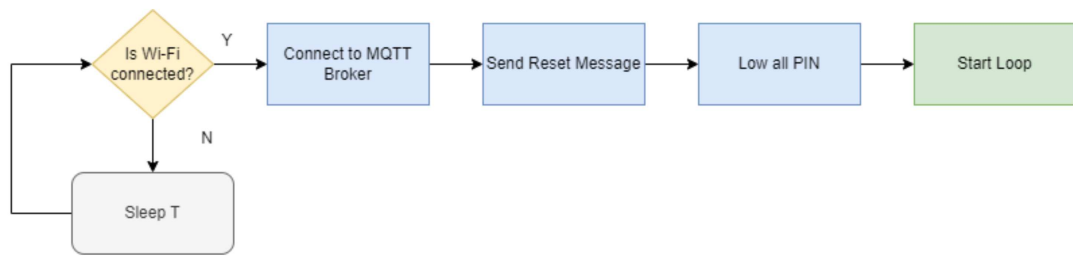 Is Wi-Fi
connected?
Y
Connect to MQTT
Broker
Send Reset Message
Low all PIN
Start Loop
N
Sleep T